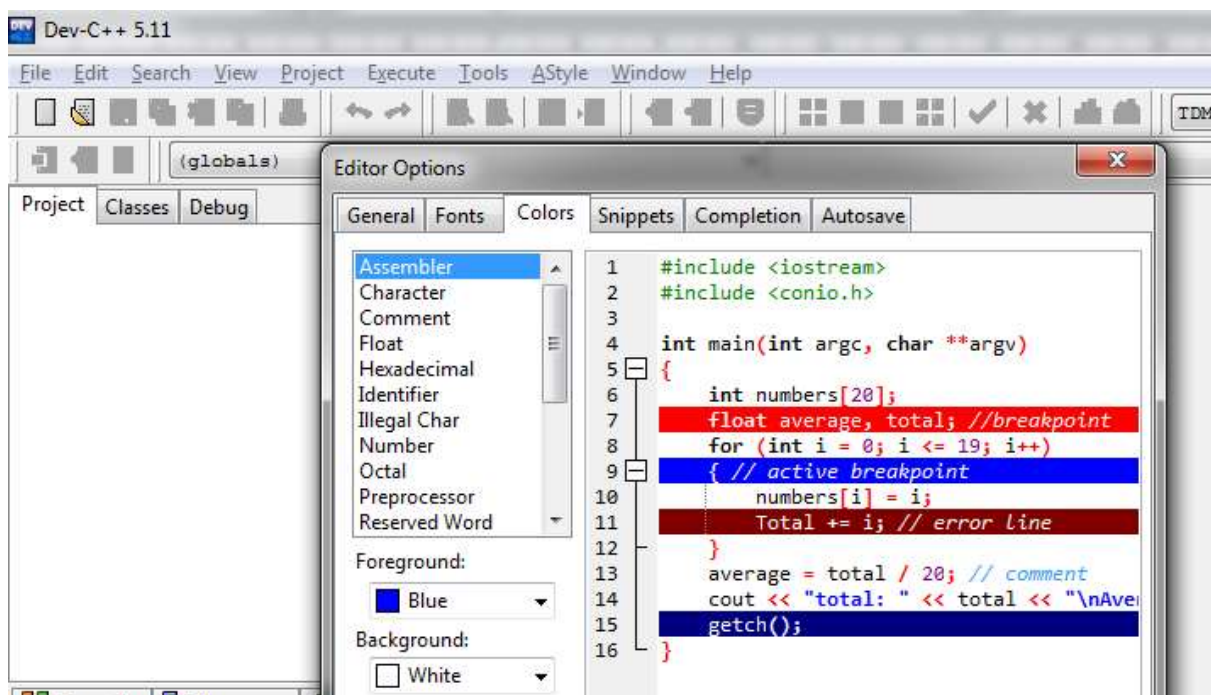 Dev-C++ 5.11
File Edit Search View Project Execute Tools AStyle Window Help
TDM
(globals)
Project Classes Debug
Editor Options
General Fonts Colors Snippets Completion Autosave
Assembler
Character
Comment
Float
Hexadecimal
Identifier
Illegal Char
Number
Octal
Preprocessor
Reserved Word
Foreground:
Blue
Background:
White
1 #include <iostream>
2 #include <conio.h>
3
4 int main(int argc, char **argv)
5 {
6 int numbers[20];
7 float average, total; //breakpoint
8 for (int i = 0; i <= 19; i++)
9 { // active breakpoint
10 numbers[i] = i;
11 Total += i; // error line
12 }
13 average = total / 20; // comment
14 cout << "total: " << total << "\nAve
15 getch();
16 }